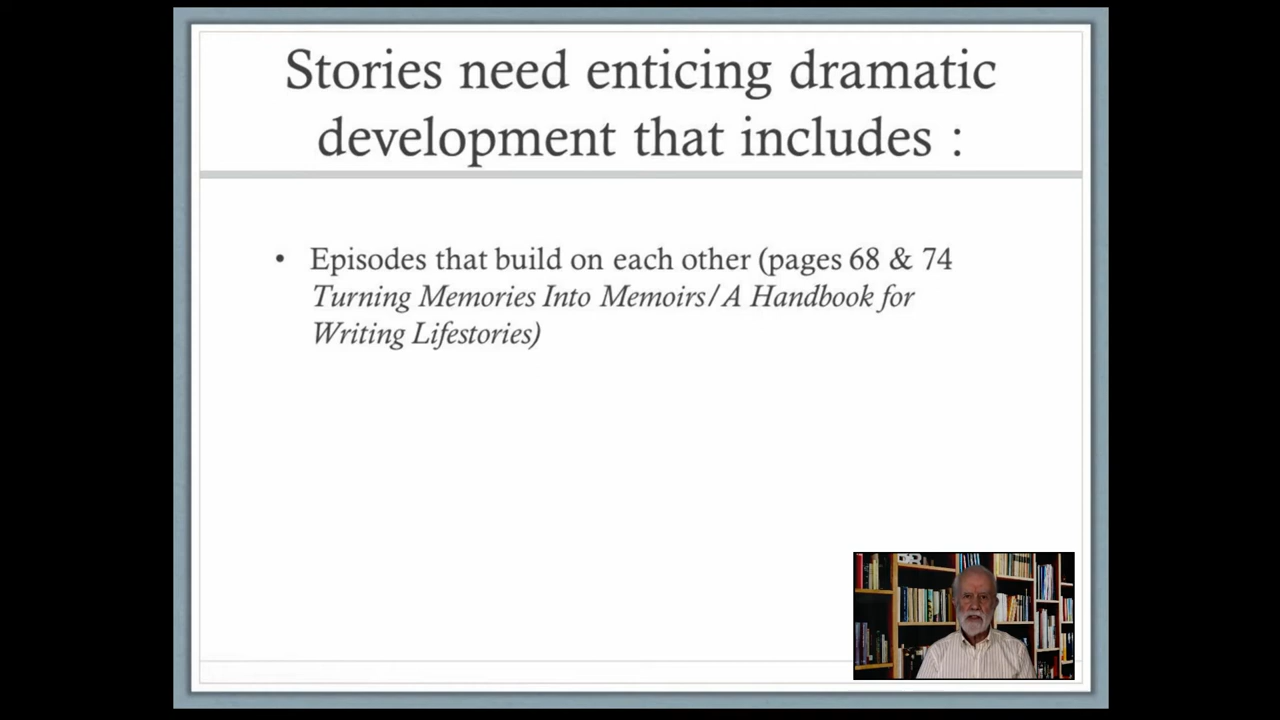 Stories need enticing dramatic
development that includes :
• Episodes that build on each other (pages 68 & 74
Turning Memories Into Memoirs/A Handbook for
Writing Lifestories)